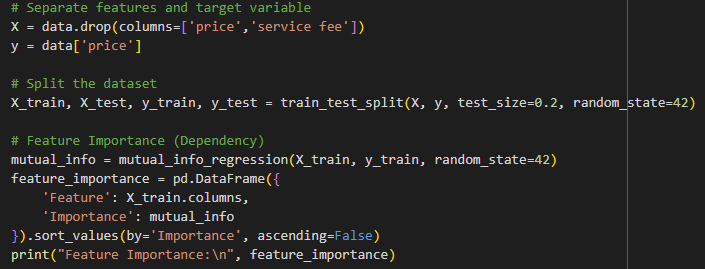 # Separate features and target variable
X = data.drop(columns=['price','service fee'])
y = data['price']
# Split the dataset
X_train, X_test, y_train, y_test = train_test_split(X, y, test_size=0.2, random_state=42)
# Feature Importance (Dependency)
mutual_info = mutual_info_regression(X_train, y_train, random_state=42)
feature_importance = pd.DataFrame({
    'Feature': X_train.columns,
    'Importance': mutual_info
}).sort_values(by='Importance', ascending=False)
print("Feature Importance:\n", feature_importance)